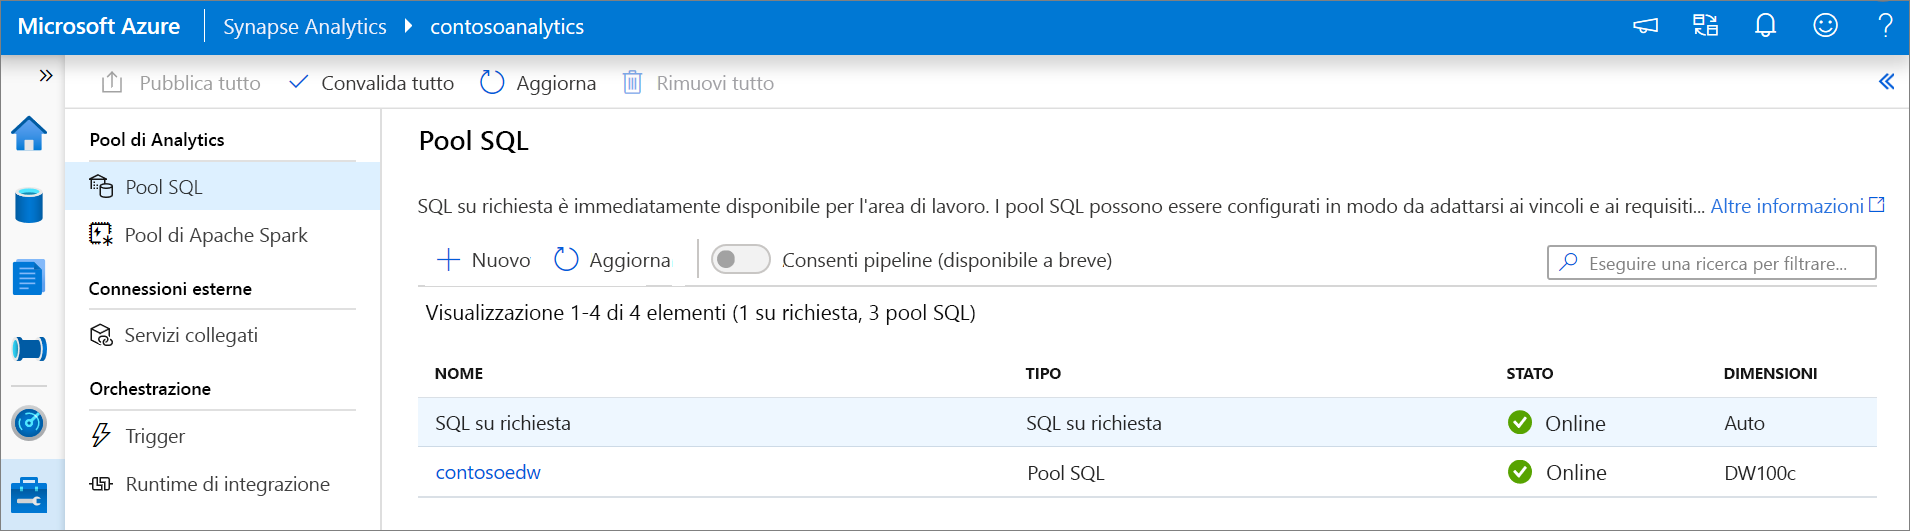 Microsoft Azure Synapse Analytics contosoanalytics
Pubblica tutto Convalida tutto Aggiorna Rimuovi tutto
Pool di Analytics
Pool SQL
Pool di Apache Spark
Connessioni esterne
Servizi collegati
Orchestrazione
Trigger
Runtime di integrazione
Pool SQL
SQL su richiesta è immediatamente disponibile per l'area di lavoro. I pool SQL possono essere configurati in modo da adattarsi ai vincoli e ai requisiti... Altre informazioni
Nuovo Aggiorna Consenti pipeline (disponibile a breve) Eseguire una ricerca per filtrare...
Visualizzazione 1-4 di 4 elementi (1 su richiesta, 3 pool SQL)
NOME TIPO STATO DIMENSIONI
SQL su richiesta SQL su richiesta Online Auto
contosoedw Pool SQL Online DW100c